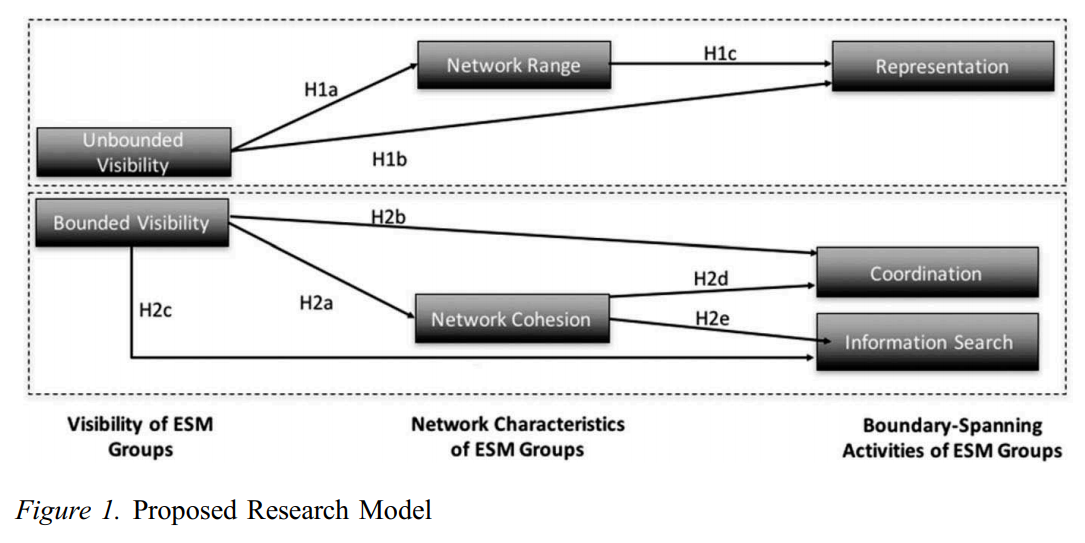 Network Range
H1c
Representation
H1a
Unbounded
Visibility
H1b
Bounded Visibility
H2b
Coordination
H2d
H2c
H2a
Network Cohesion
H2e
Information Search
Visibility of ESM
Groups
Network Characteristics
of ESM Groups
Boundary-Spanning
Activities of ESM Groups
Figure 1. Proposed Research Model